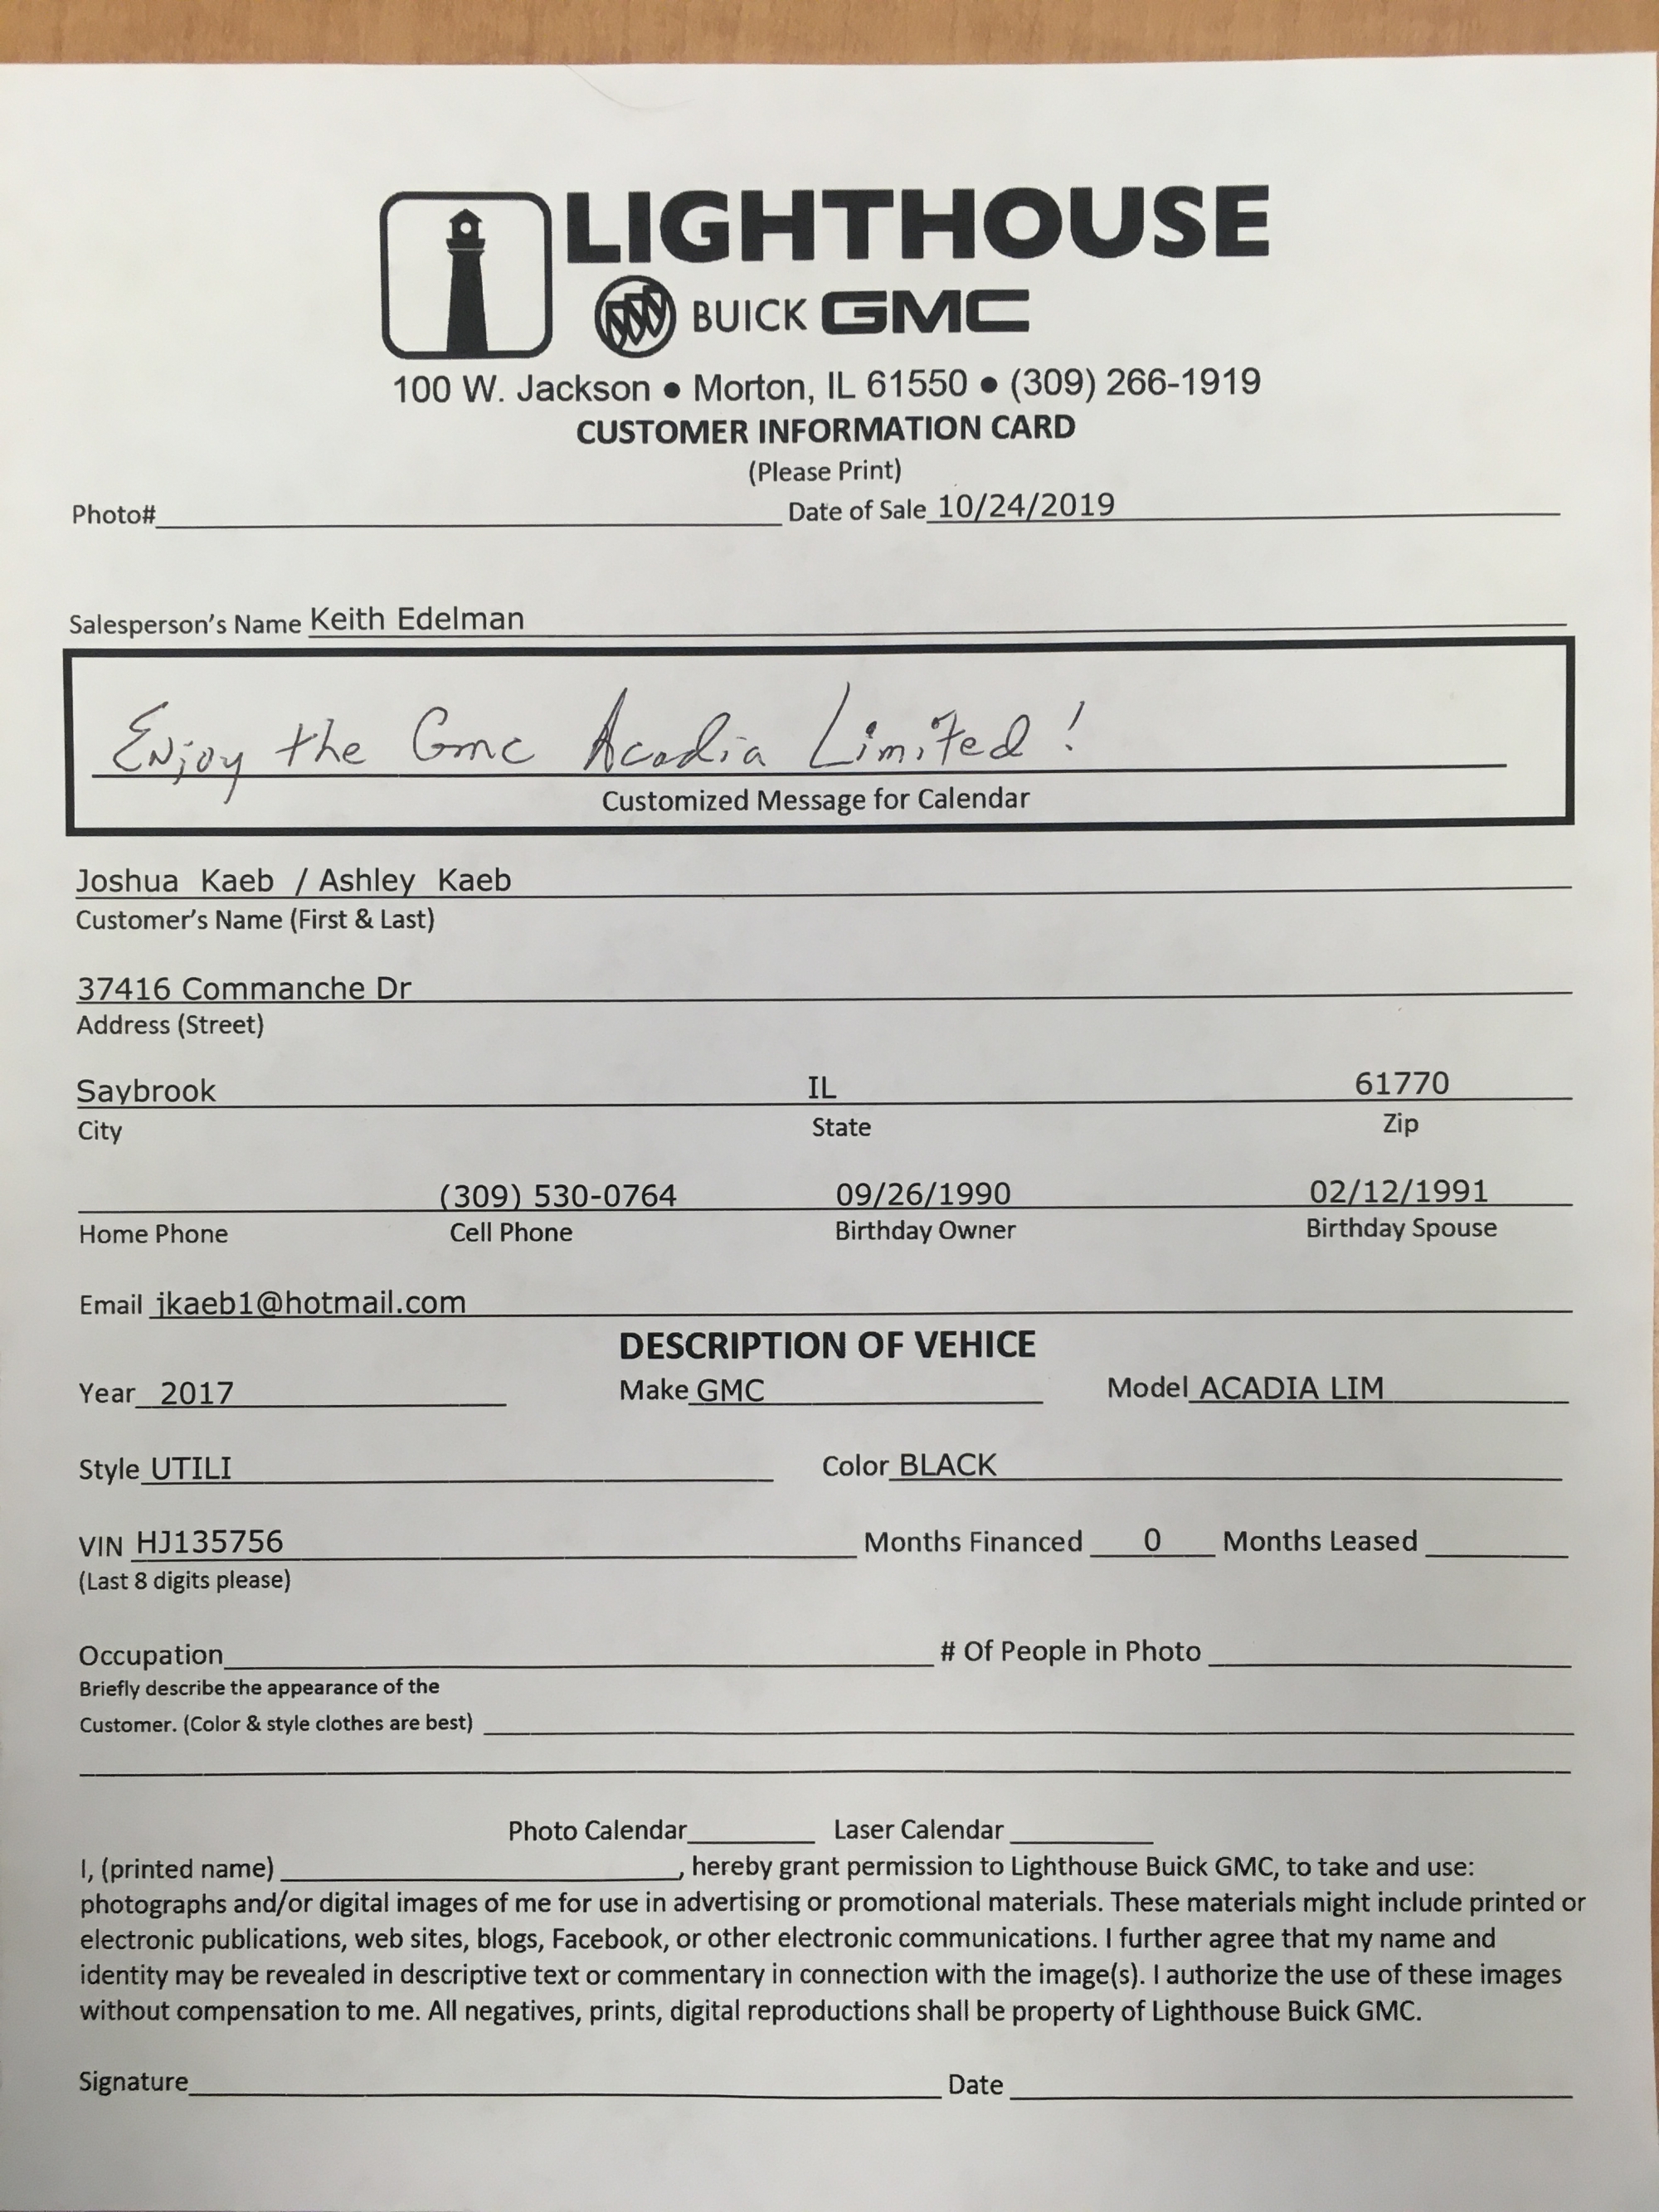 LIGHTHOUSE
BUICK GMC
100 W. Jackson ● Morton, IL 61550 ● (309) 266-1919
CUSTOMER INFORMATION CARD
(Please Print)
Photo#____ Date of Sale 10/24/2019
Salesperson's Name Keith Edelman
Enjoy the Gmc Acadia Limited!
Customized Message for Calendar
Joshua Kaeb / Ashley Kaeb
Customer's Name (First & Last)
37416 Commanche Dr
Address (Street)
Saybrook IL 61770
City State Zip
(309) 530-0764 09/26/1990 02/12/1991
Home Phone Cell Phone Birthday Owner Birthday Spouse
Email jkaeb1@hotmail.com
DESCRIPTION OF VEHICE
Year 2017 Make GMC Model ACADIA LIM
Style UTILI Color BLACK
VIN HJ135756 Months Financed 0 Months Leased ____
(Last 8 digits please)
Occupation____ # Of People in Photo ____
Briefly describe the appearance of the
Customer. (Color & style clothes are best) ____
Photo Calendar____ Laser Calendar ____
I, (printed name) ____, hereby grant permission to Lighthouse Buick GMC, to take and use:
photographs and/or digital images of me for use in advertising or promotional materials. These materials might include printed or
electronic publications, web sites, blogs, Facebook, or other electronic communications. I further agree that my name and
identity may be revealed in descriptive text or commentary in connection with the image(s). I authorize the use of these images
without compensation to me. All negatives, prints, digital reproductions shall be property of Lighthouse Buick GMC.
Signature____ Date ____